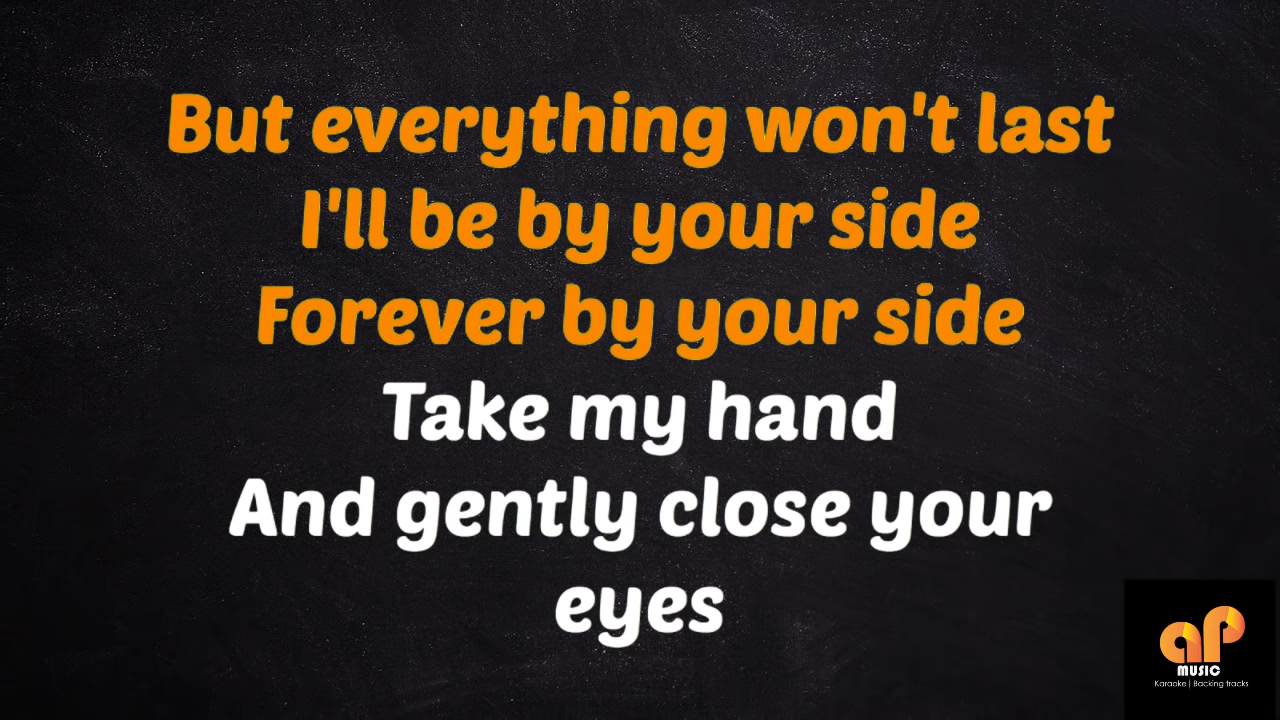 But everything won't last
I'll be by your side
Forever by your side
Take my hand
And gently close your
eyes
aP
MUSIC
Karaoke | Backing tracks